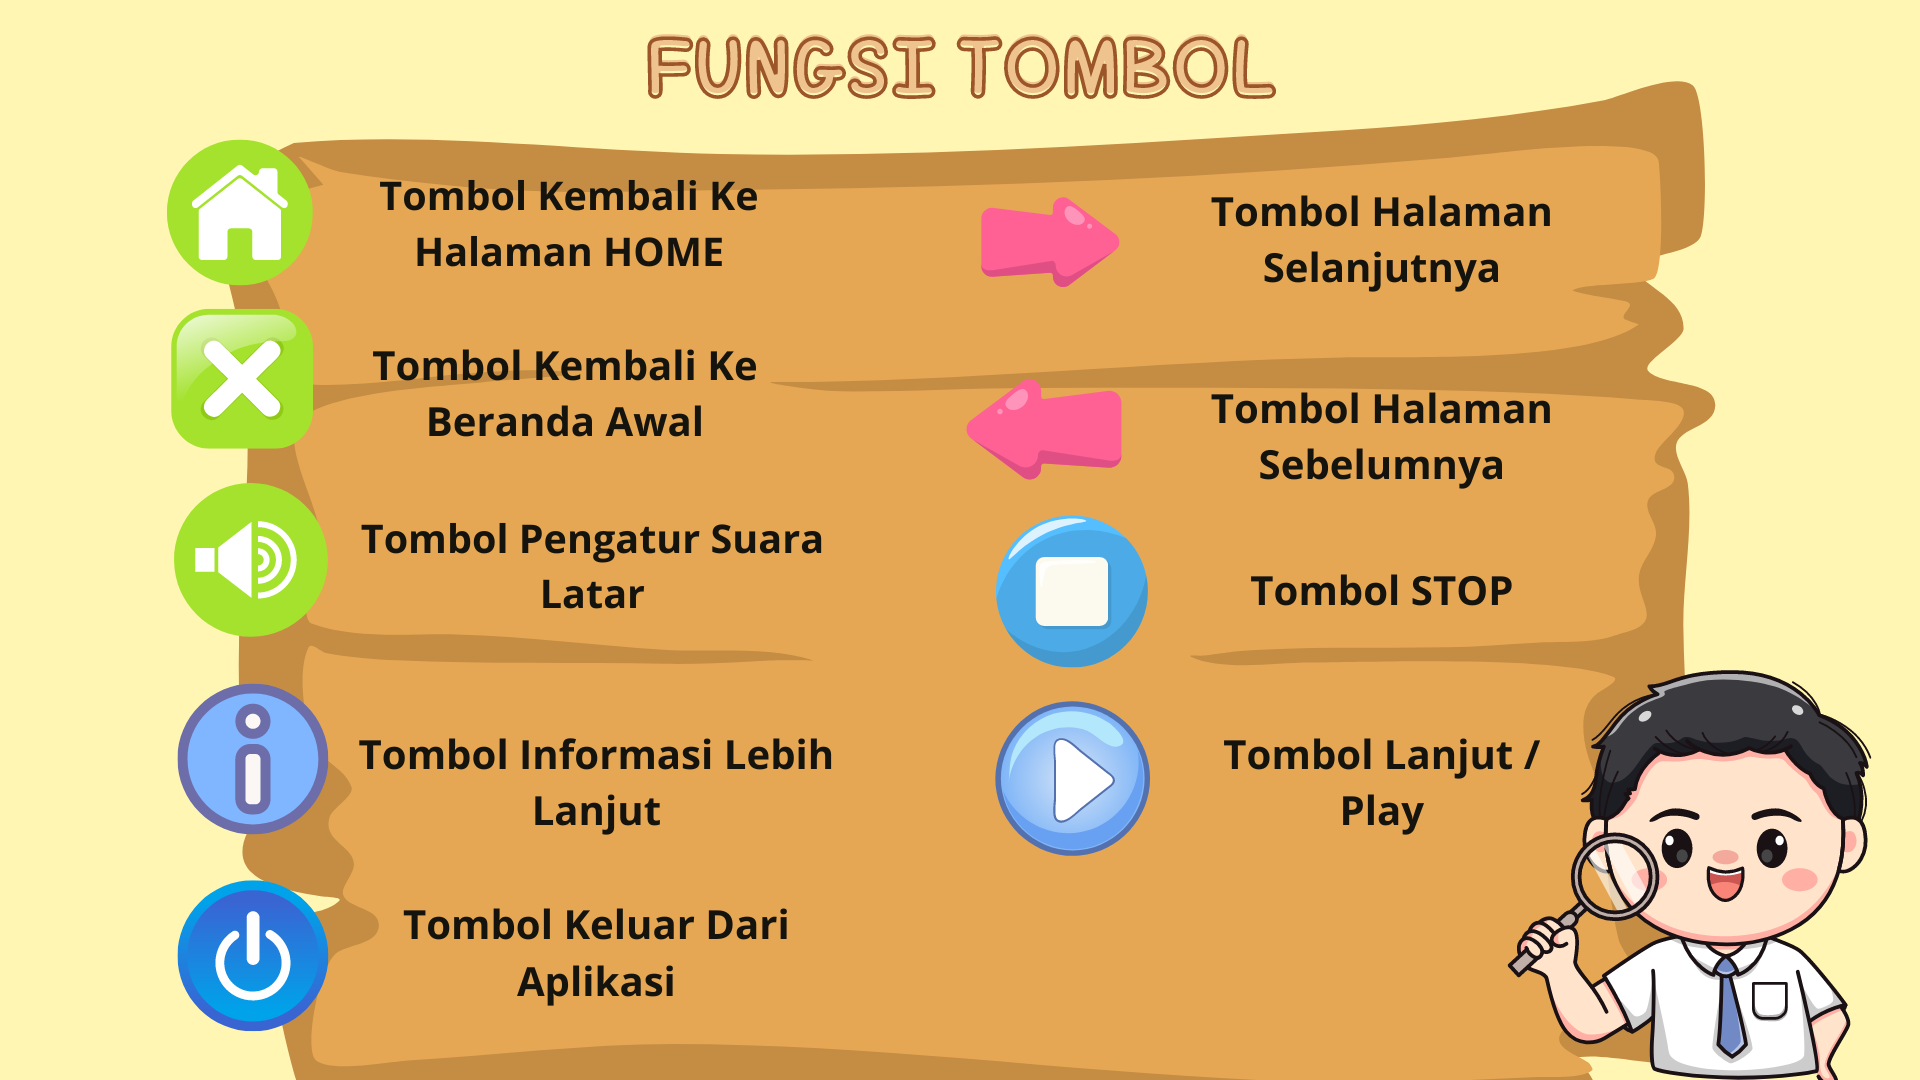 FUNGSI TOMBOL
Tombol Kembali Ke
Halaman HOME
Tombol Kembali Ke
Beranda Awal
Tombol Pengatur Suara
Latar
Tombol Informasi Lebih
Lanjut
Tombol Keluar Dari
Aplikasi
Tombol Halaman
Selanjutnya
Tombol Halaman
Sebelumnya
Tombol STOP
Tombol Lanjut /
Play